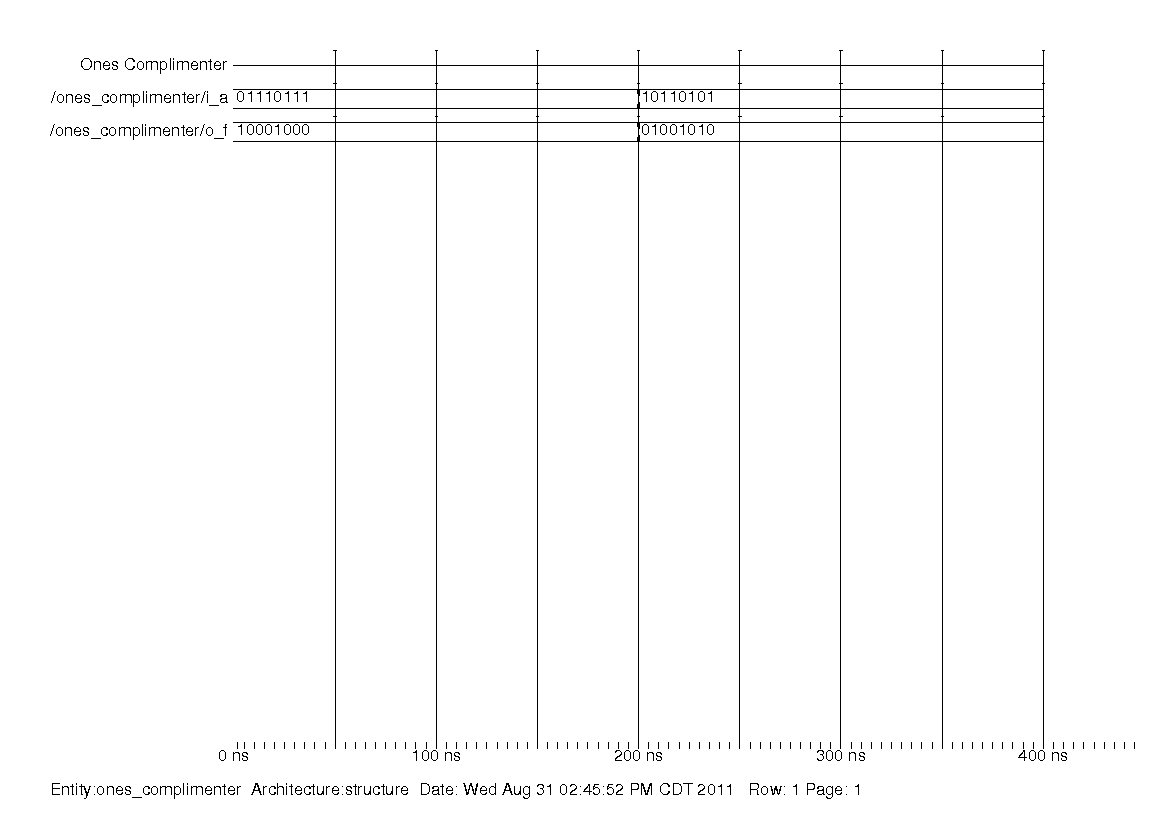 Ones Complimenter
/ones_complimenter/i_a 01110111 10110101
/ones_complimenter/o_f 10001000 01001010
0 ns 100 ns 200 ns 300 ns 400 ns
Entity:ones_complimenter Architecture:structure Date: Wed Aug 31 02:45:52 PM CDT 2011 Row: 1 Page: 1